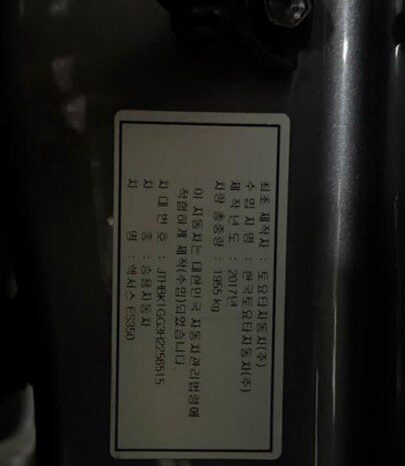 최초 제작자 : 토요타자동차(주)
수입자명 : 한국토요타자동차(주)
제작년도 : 2017년
차량 총중량 : 1955 kg
이 자동차는 대한민국 자동차관리법령에
적합하게 제작(수입)되었습니다.
차대번호 : JTHBK1GG3H2258515
차 종 : 승용자동차
차 명 : 렉서스 ES350